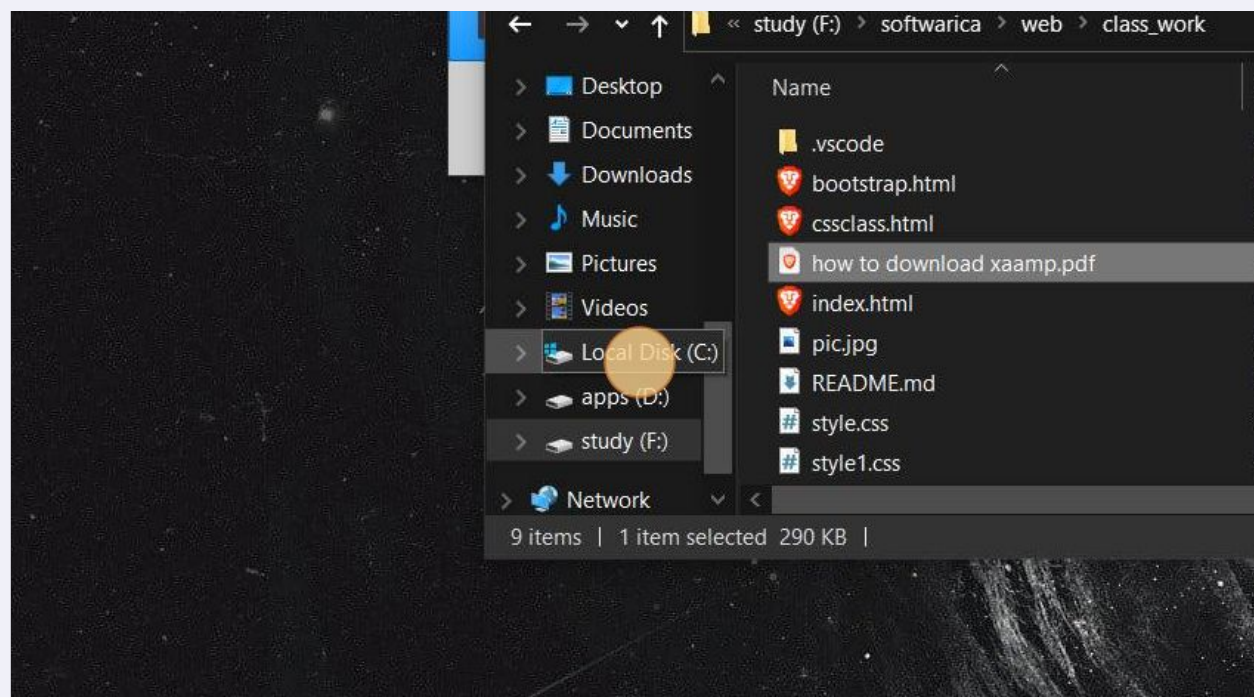 « study (F:) > softwarica > web > class_work
Desktop
Documents
Downloads
Music
Pictures
Videos
Local Disk (C:)
apps (D:)
study (F:)
Network
Name
.vscode
bootstrap.html
cssclass.html
how to download xaamp.pdf
index.html
pic.jpg
README.md
style.css
style1.css
9 items | 1 item selected 290 KB |